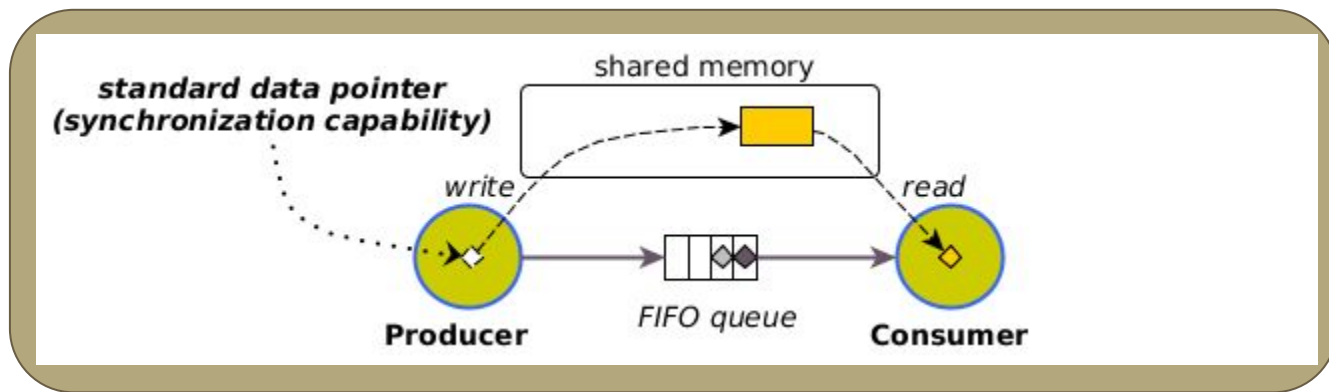 shared memory
standard data pointer
(synchronization capability)
write
read
FIFO queue
Producer
Consumer